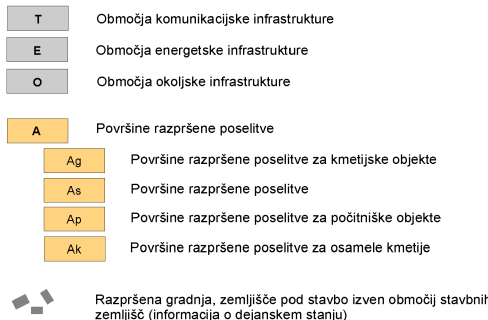 T Območja komunikacijske infrastrukture
E Območja energetske infrastrukture
O Območja okoljske infrastrukture
A Površine razpršene poselitve
Ag Površine razpršene poselitve za kmetijske objekte
As Površine razpršene poselitve
Ap Površine razpršene poselitve za počitniške objekte
Ak Površine razpršene poselitve za osamele kmetije
Razpršena gradnja, zemljišče pod stavbo izven območij stavbnih
zemljišč (informacija o dejanskem stanju)